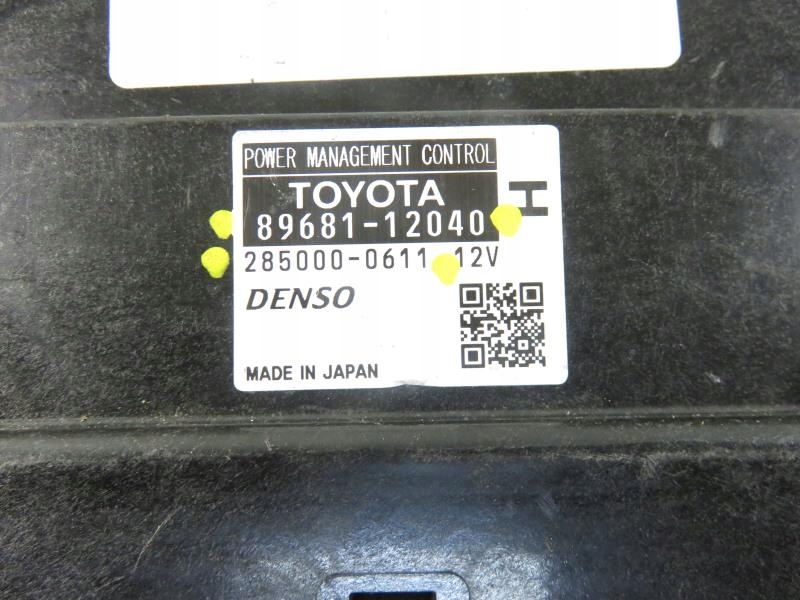 POWER MANAGEMENT CONTROL
TOYOTA
H
89681-12040
285000-0611 12V
DENSO
MADE IN JAPAN